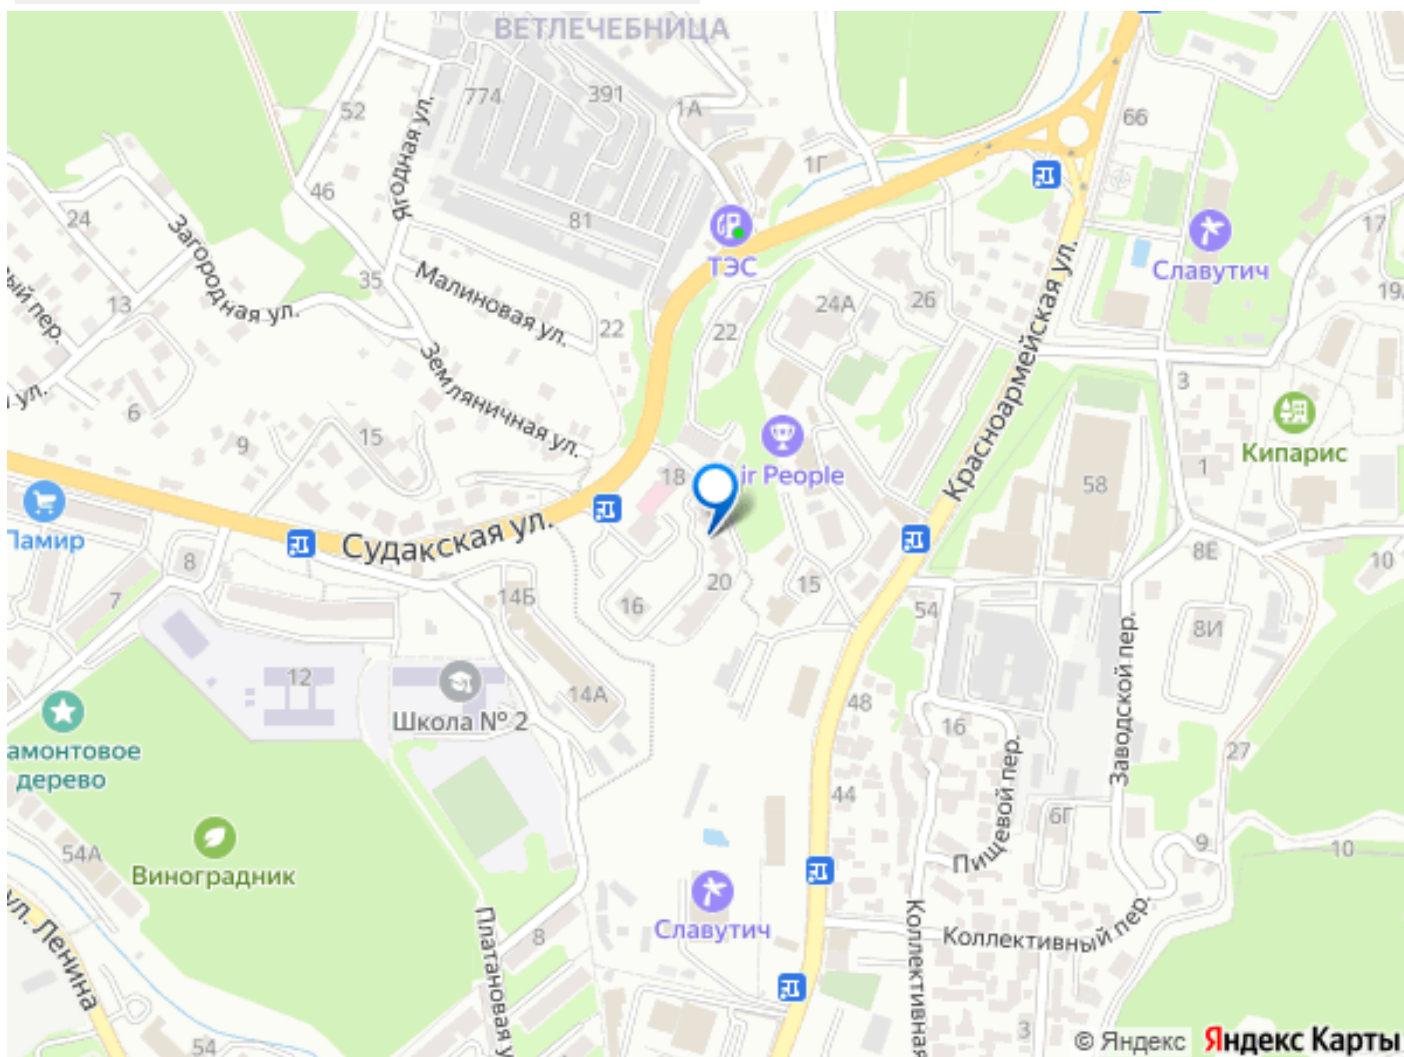 ВЕТЛЕЧЕБНИЦА
774
391
1А
52
66
Ягодная ул.
1Г
46
24
81
17
Славутич
ТЭС
Загородная ул.
35
Малиновая ул.
13
ый пер.
22
22
24А
26
19
Красноармейская ул.
Земляничная ул.
3
ул.
6
9
15
18
ir People
Кипарис
1
58
Памир
Судакская ул.
8
7
14Б
16
20
15
54
8Е
10
8И
Заводской пер.
12
Школа № 2
14А
48
16
27
амонтовое
дерево
44
Пищевой пер.
6Г
9
10
54А
Виноградник
ул. Ленина
Платановая у
8
Славутич
Коллективная
Коллективный пер.
54
3
© Яндекс Яндекс Карты